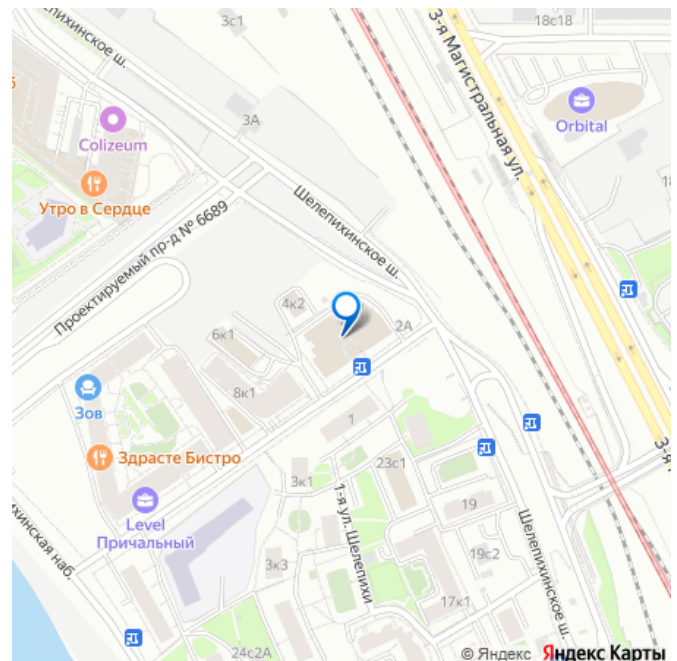 3с1
18с18
Шелепихинское ш.
3-я Магистральная ул.
3А
Colizeum
Orbital
Утро в Сердце
Шелепихинское ш.
Проектируемый пр-д № 6689
4к2
2А
6к1
8к1
Зов
1
Здрасте Бистро
23с1
3к1
19
Level
Причальный
1-я ул. Шелепихи
19с2
Шелепихинское ш.
3к3
17к1
24с2А
© Яндекс Яндекс Карты